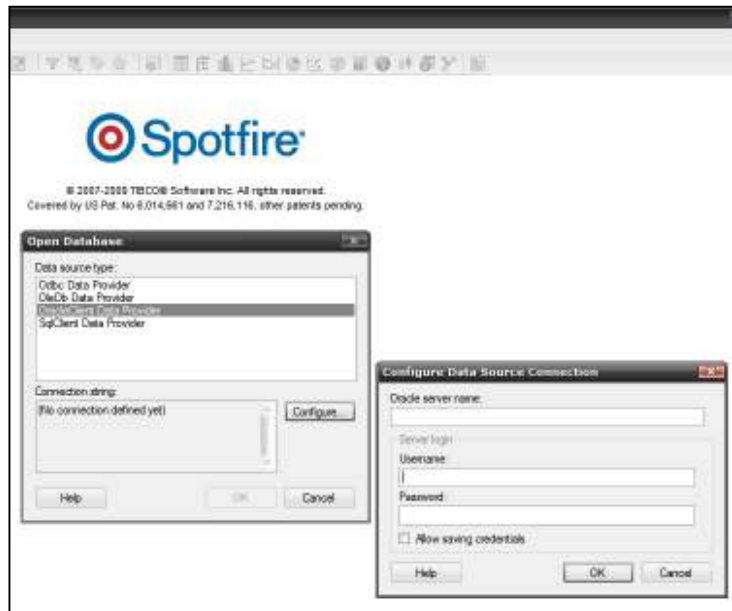 Spotfire
© 2007-2009 TIBCO® Software Inc. All rights reserved.
Covered by US Pat. No 6,014,661 and 7,216,116, other patents pending.
Open Database
Data source type:
Odbc Data Provider
OleDb Data Provider
OracleClient Data Provider
SqlClient Data Provider
Connection string:
(No connection defined yet)
Configure...
Help
OK
Cancel
Configure Data Source Connection
Oracle server name:
Server login
Username:
Password:
Allow saving credentials
Help
OK
Cancel